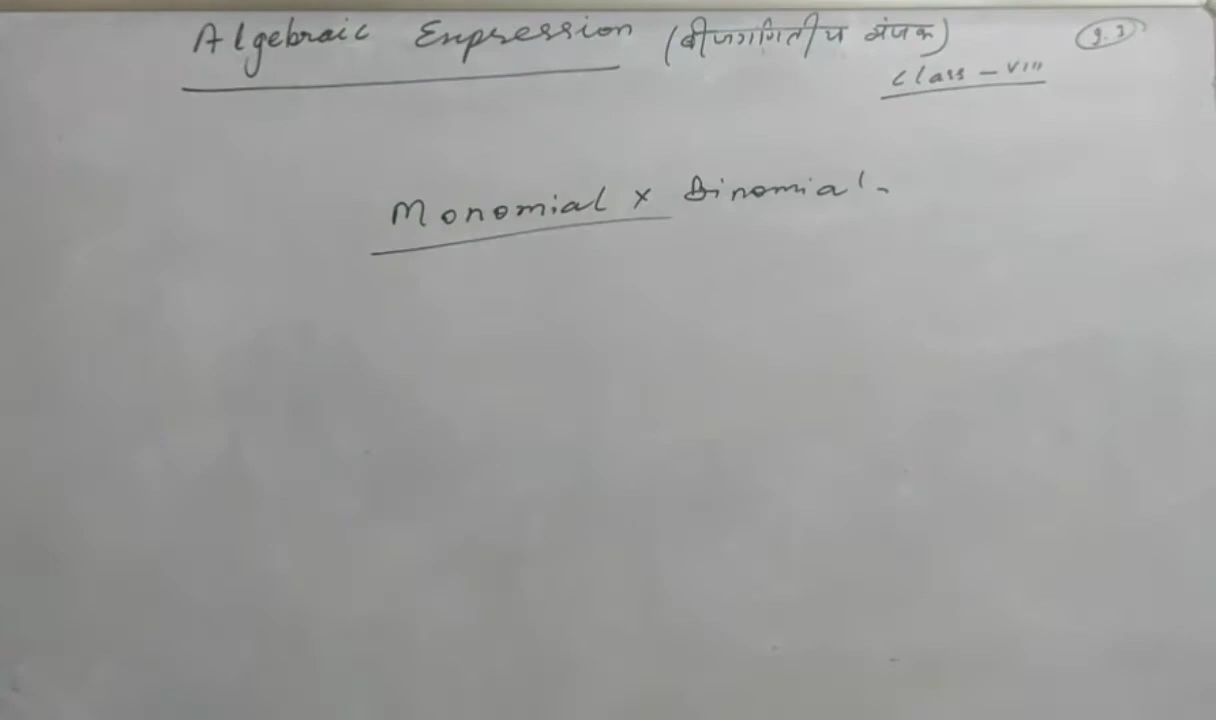 Algebraic Expression (बीजगणितीय व्यंजक) 9.3
Class - VIII
Monomial × Binomial.